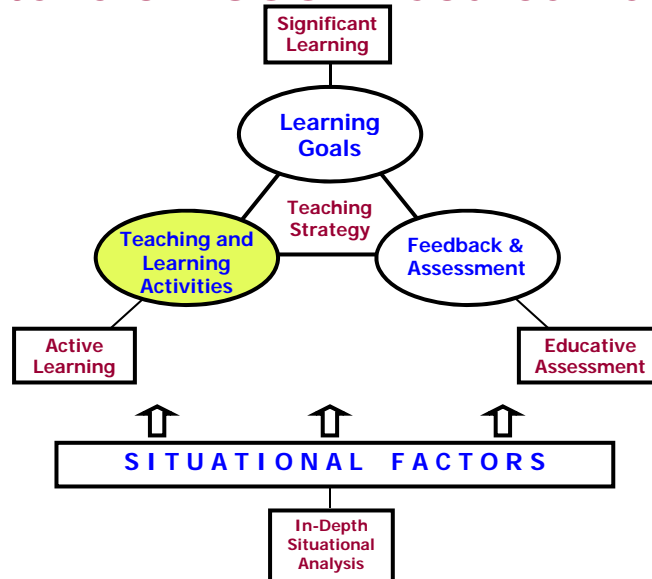 Significant
Learning
Learning
Goals
Teaching
Strategy
Teaching and
Learning
Activities
Feedback &
Assessment
Active
Learning
Educative
Assessment
SITUATIONAL FACTORS
In-Depth
Situational
Analysis